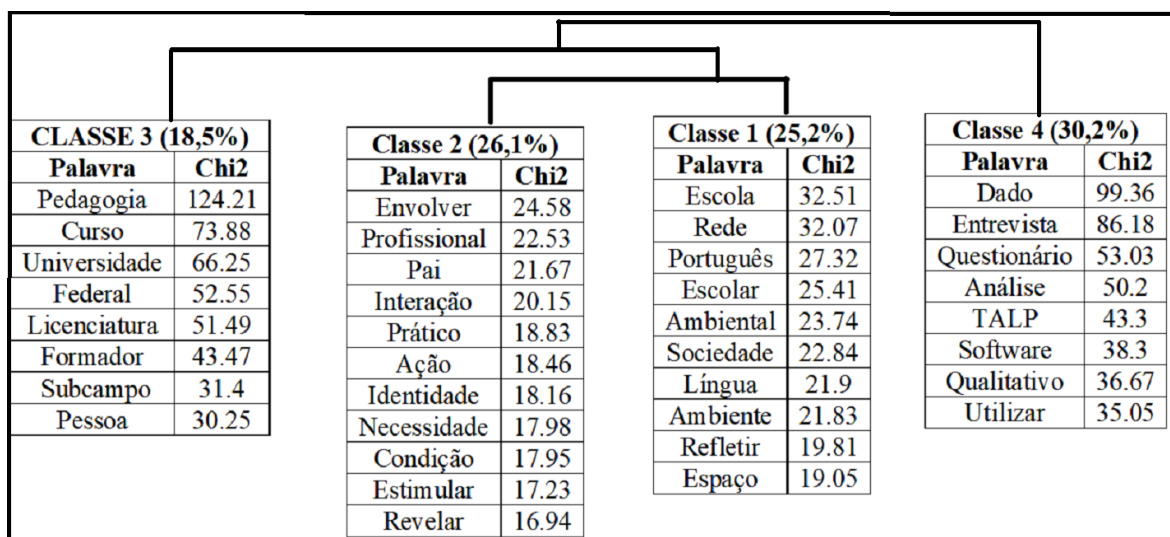 CLASSE 3 (18,5%)
Palavra Chi2
Pedagogia 124.21
Curso 73.88
Universidade 66.25
Federal 52.55
Licenciatura 51.49
Formador 43.47
Subcampo 31.4
Pessoa 30.25
Classe 2 (26,1%)
Palavra Chi2
Envolver 24.58
Profissional 22.53
Pai 21.67
Interação 20.15
Prático 18.83
Ação 18.46
Identidade 18.16
Necessidade 17.98
Condição 17.95
Estimular 17.23
Revelar 16.94
Classe 1 (25,2%)
Palavra Chi2
Escola 32.51
Rede 32.07
Português 27.32
Escolar 25.41
Ambiental 23.74
Sociedade 22.84
Língua 21.9
Ambiente 21.83
Refletir 19.81
Espaço 19.05
Classe 4 (30,2%)
Palavra Chi2
Dado 99.36
Entrevista 86.18
Questionário 53.03
Análise 50.2
TALP 43.3
Software 38.3
Qualitativo 36.67
Utilizar 35.05